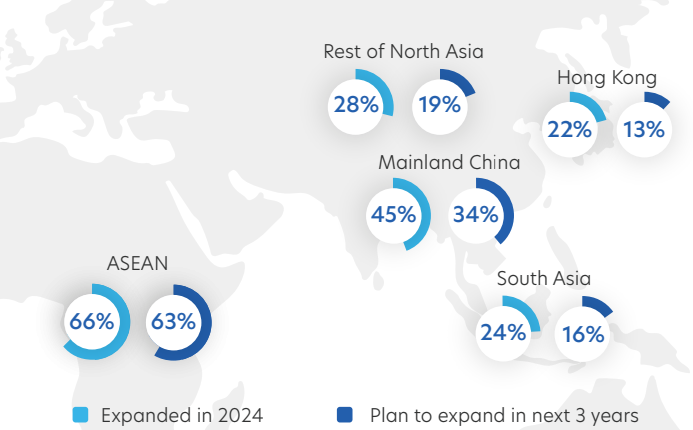 Rest of North Asia
28% 19%
Hong Kong
22% 13%
Mainland China
45% 34%
ASEAN
66% 63%
South Asia
24% 16%
Expanded in 2024
Plan to expand in next 3 years